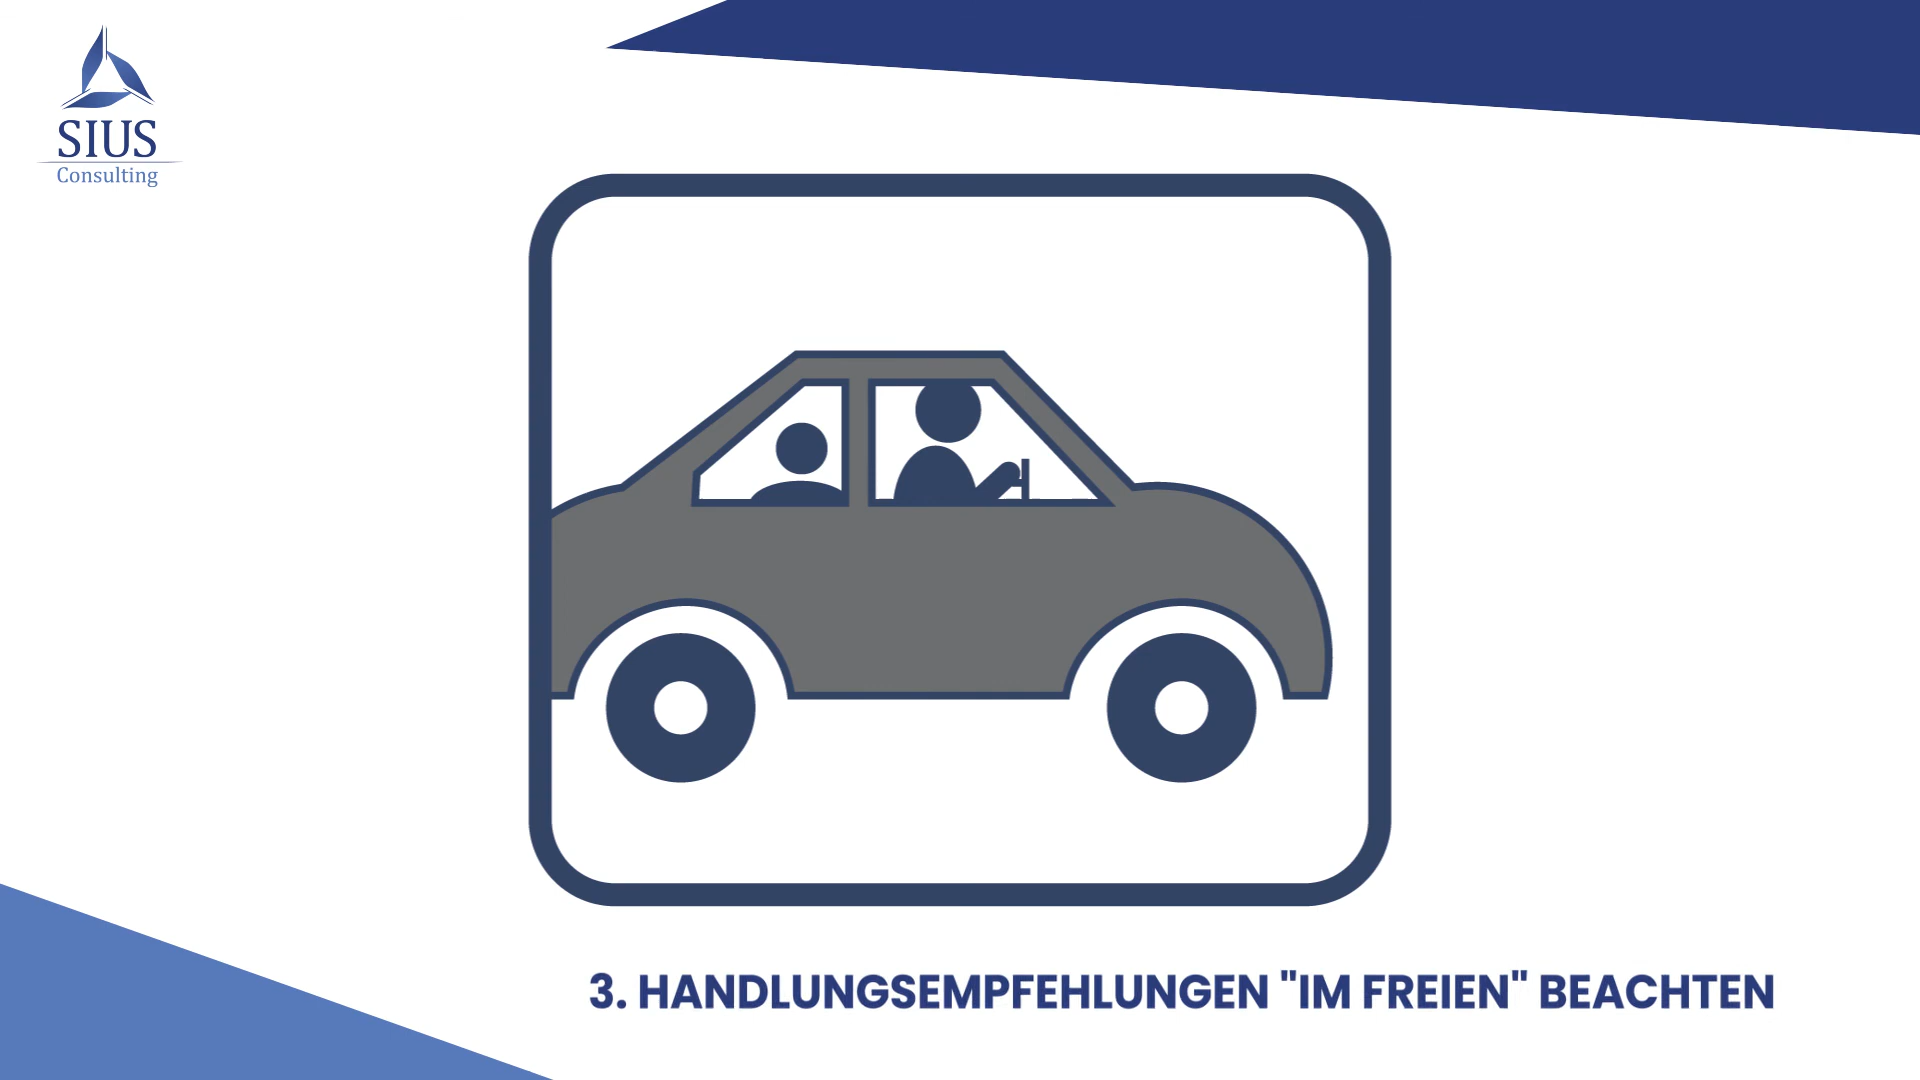 SIUS
Consulting
3. HANDLUNGSEMPFEHLUNGEN "IM FREIEN" BEACHTEN